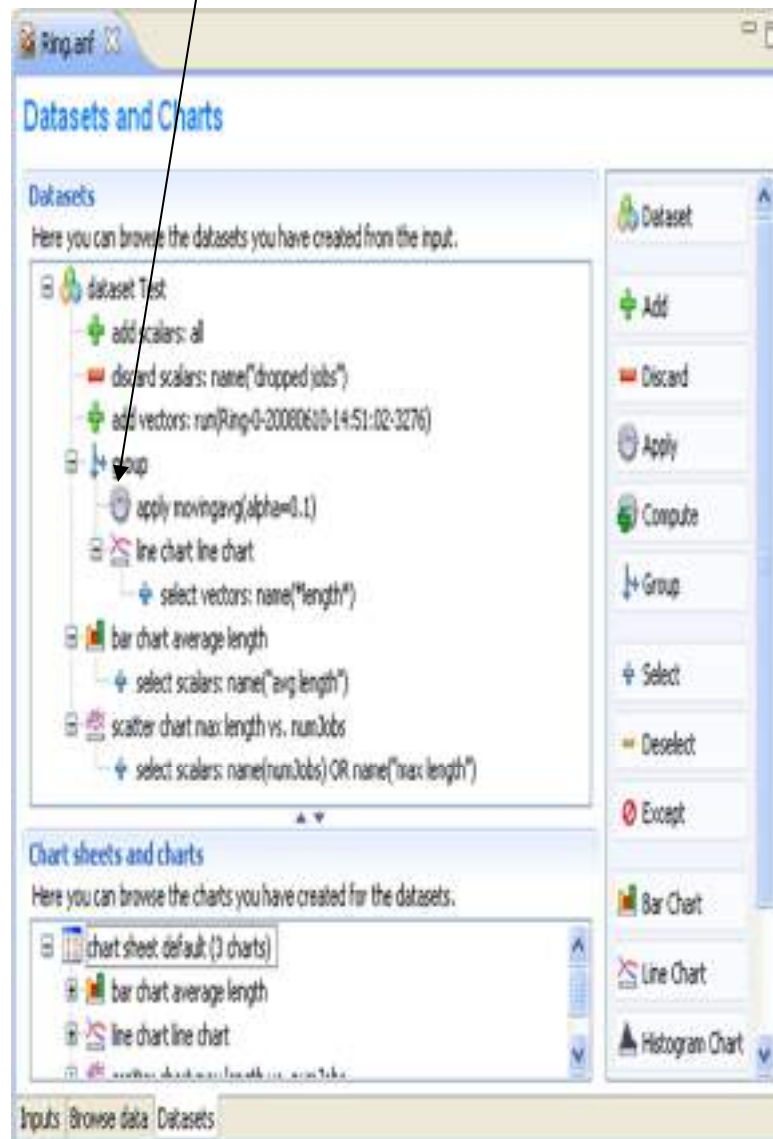 Ring.anf
Datasets and Charts
Datasets
Here you can browse the datasets you have created from the input.
dataset Test
add scalars: all
discard scalars: name("dropped jobs")
add vectors: run(Ring-0-20080610-14:51:02-3276)
group
apply movingavg(alpha=0.1)
line chart line chart
select vectors: name(*length*)
bar chart average length
select scalars: name("avg length")
scatter chart max length vs. numJobs
select scalars: name(numJobs) OR name("max length")
Chart sheets and charts
Here you can browse the charts you have created for the datasets.
chart sheet default (3 charts)
bar chart average length
line chart line chart
scatter chart max length vs. numJobs
Dataset
Add
Discard
Apply
Compute
Group
Select
Deselect
Except
Bar Chart
Line Chart
Histogram Chart
Inputs Browse data Datasets